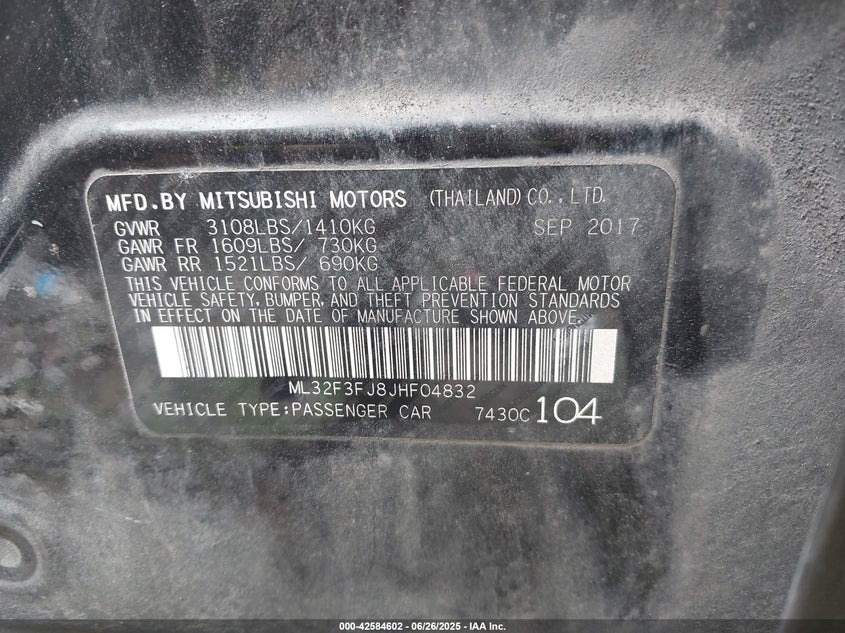 MFD.BY MITSUBISHI MOTORS (THAILAND) CO., LTD.
GVWR 3108LBS/1410KG SEP 2017
GAWR FR 1609LBS/ 730KG
GAWR RR 1521LBS/ 690KG
THIS VEHICLE CONFORMS TO ALL APPLICABLE FEDERAL MOTOR
VEHICLE SAFETY, BUMPER, AND THEFT PREVENTION STANDARDS
IN EFFECT ON THE DATE OF MANUFACTURE SHOWN ABOVE.
ML32F3FJ8JHF04832
VEHICLE TYPE:PASSENGER CAR 7430C 104
000-42584602 - 06/26/2025 - IAA Inc.